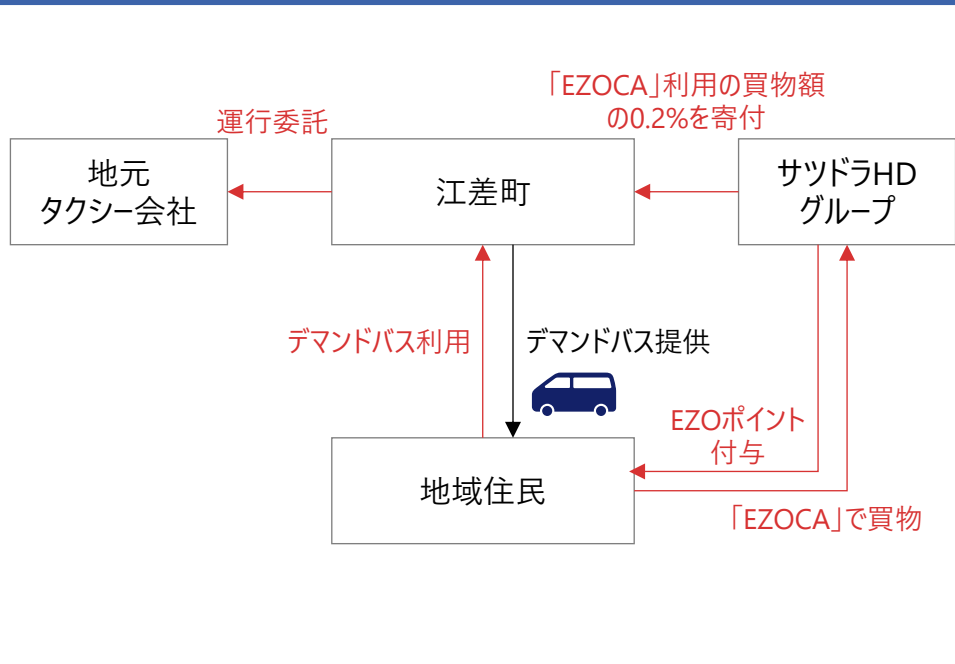 「EZOCA」利用の買物額
の0.2%を寄付
運行委託
地元
タクシー会社
江差町
サツドラHD
グループ
デマンドバス利用
デマンドバス提供
EZOポイント
付与
地域住民
「EZOCA」で買物